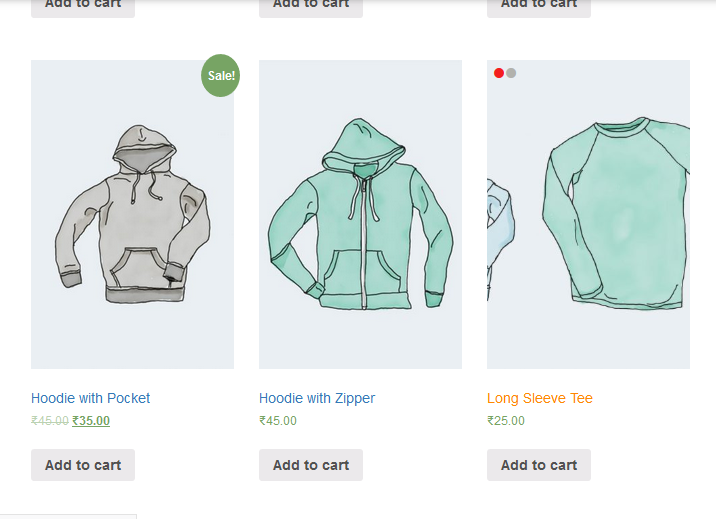 Add to cart
Add to cart
Add to cart
Sale!
Hoodie with Pocket
₹45.00 ₹35.00
Add to cart
Hoodie with Zipper
₹45.00
Add to cart
Long Sleeve Tee
₹25.00
Add to cart